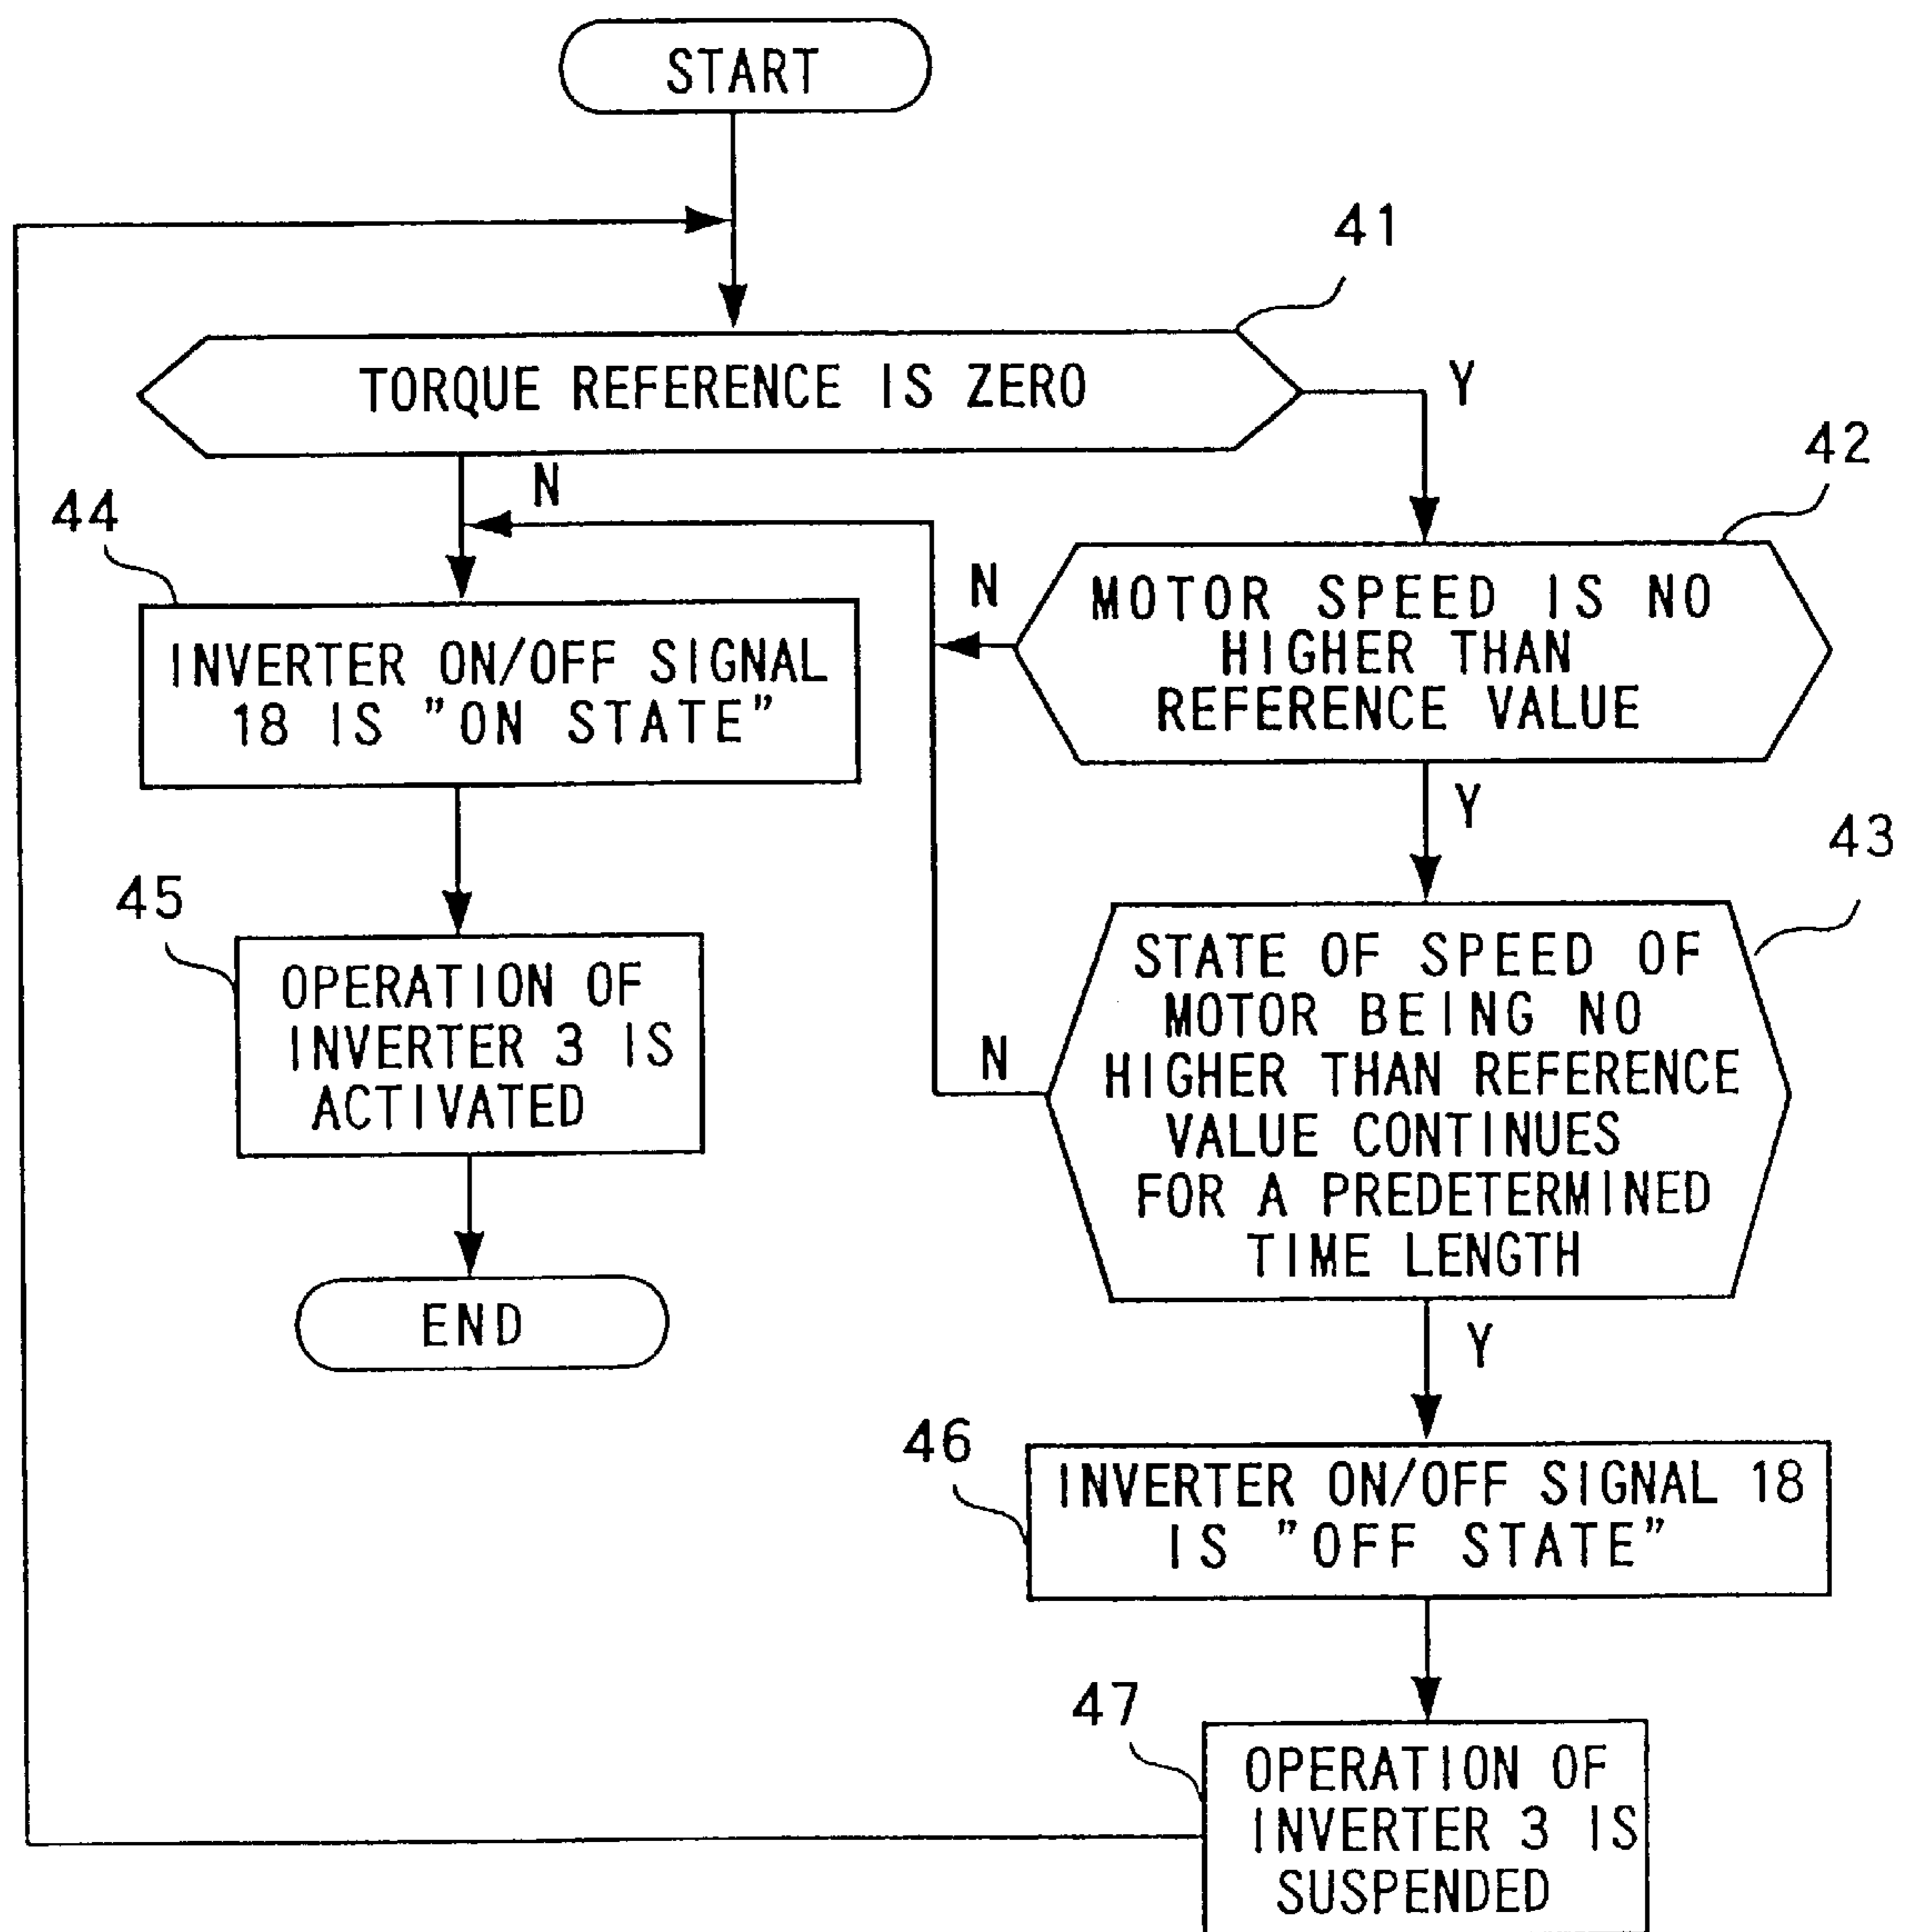 START
41
TORQUE REFERENCE IS ZERO
Y
N
42
44
MOTOR SPEED IS NO
HIGHER THAN
REFERENCE VALUE
N
INVERTER ON/OFF SIGNAL
18 IS "ON STATE"
Y
43
45
STATE OF SPEED OF
MOTOR BEING NO
HIGHER THAN REFERENCE
VALUE CONTINUES
FOR A PREDETERMINED
TIME LENGTH
N
OPERATION OF
INVERTER 3 IS
ACTIVATED
END
Y
46
INVERTER ON/OFF SIGNAL 18
IS "OFF STATE"
47
OPERATION OF
INVERTER 3 IS
SUSPENDED